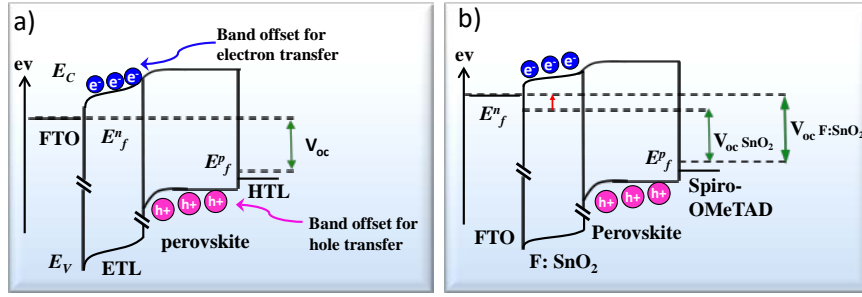 a)
Band offset for
electron transfer
ev
E_C
e⁻ e⁻ e⁻
FTO
E^n_f
V_oc
E^p_f
HTL
h+ h+ h+
Band offset for
hole transfer
perovskite
E_V
ETL
b)
ev
e⁻ e⁻ e⁻
E^n_f
V_oc SnO₂
V_oc F:SnO₂
E^p_f
Spiro-
OMeTAD
h+ h+ h+
FTO
Perovskite
F: SnO₂